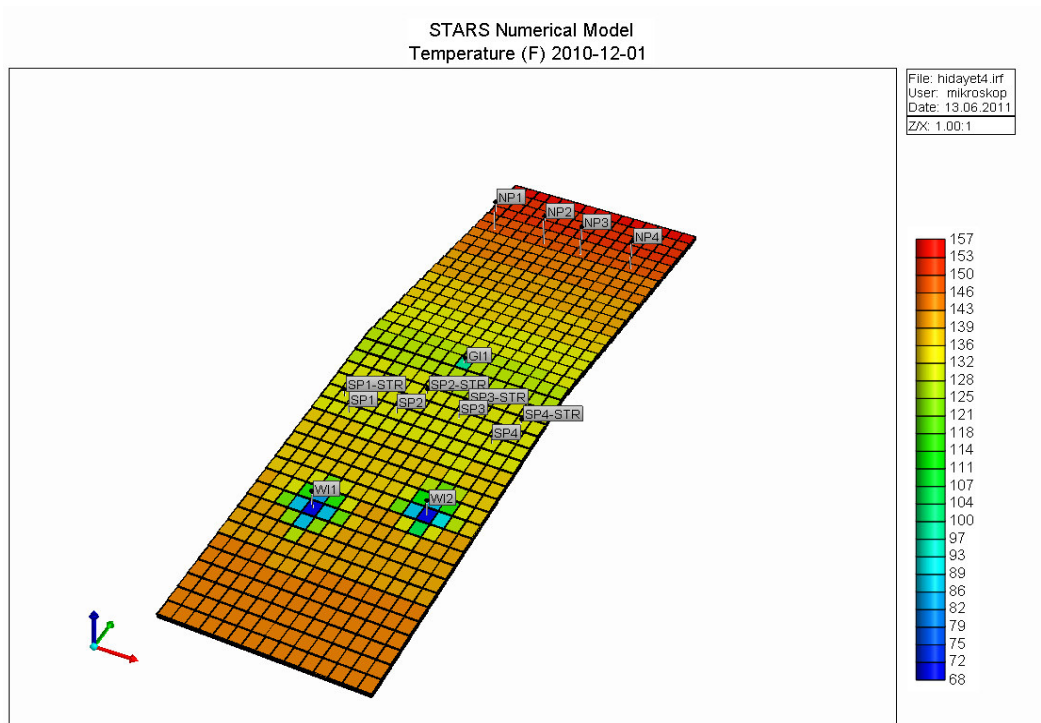 STARS Numerical Model
Temperature (F) 2010-12-01
File: hidayet4.irf
User: mikroskop
Date: 13.06.2011
Z/X: 1.00:1
NP1
NP2
NP3
NP4
GI1
SP1-STR
SP2-STR
SP3-STR
SP4-STR
SP1
SP2
SP3
SP4
WI1
WI2
157
153
150
146
143
139
136
132
128
125
121
118
114
111
107
104
100
97
93
89
86
82
79
75
72
68